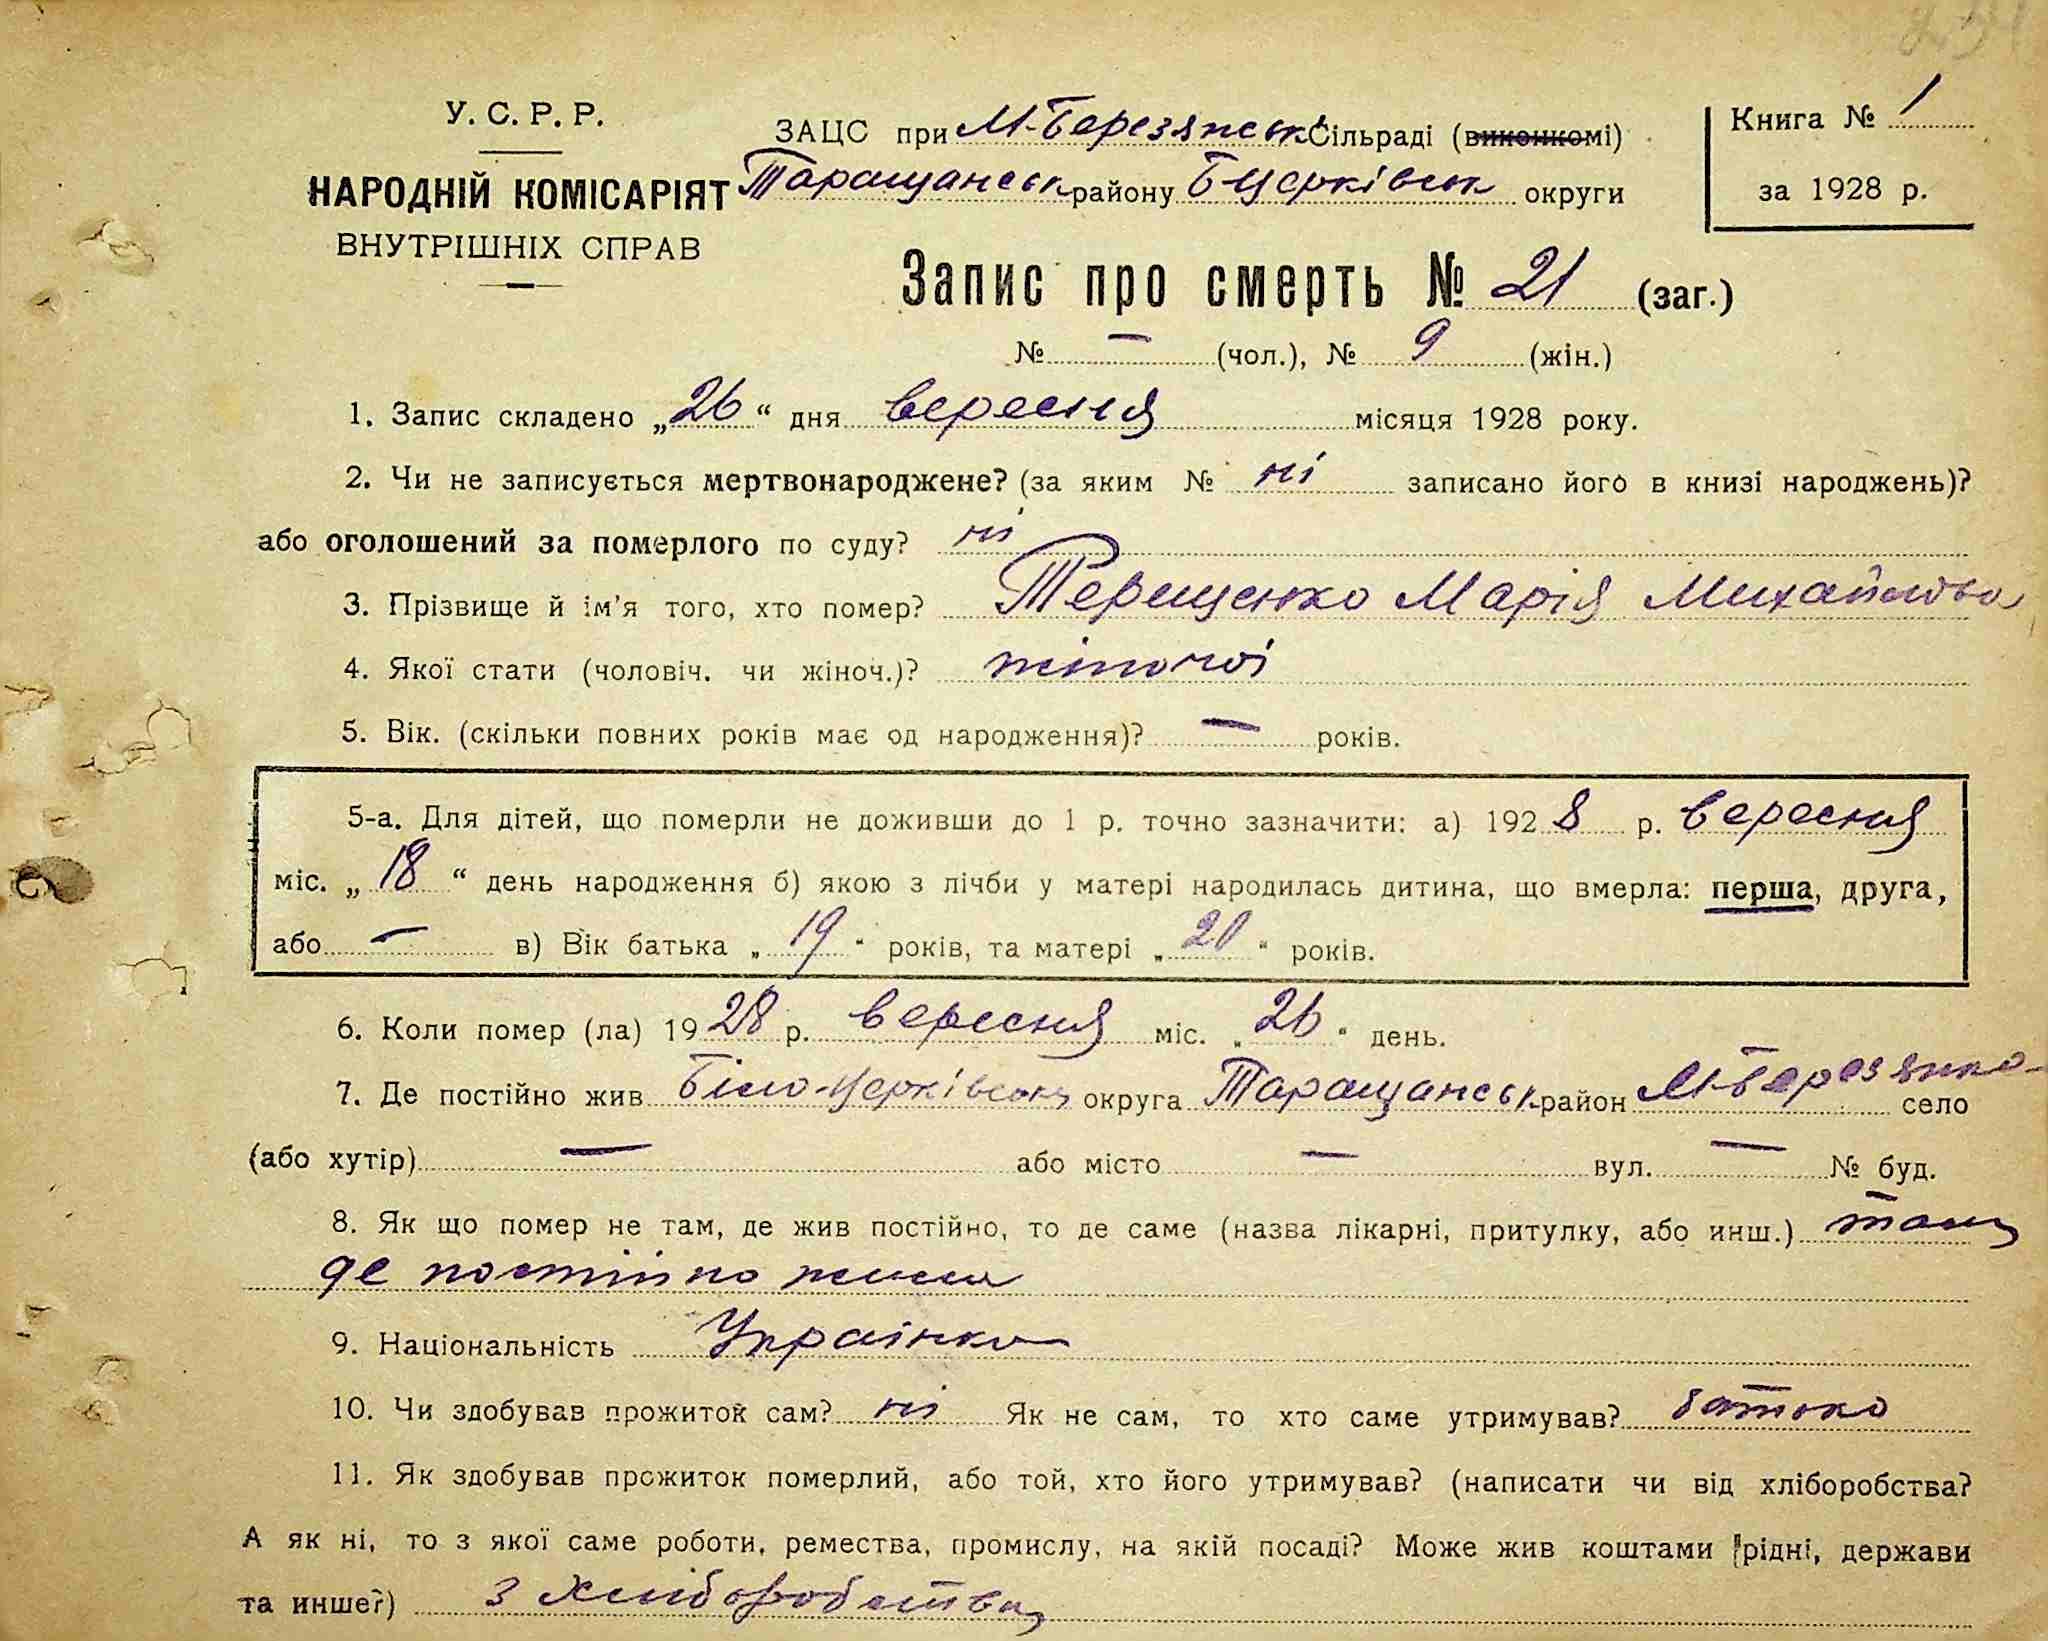 У.С.Р.Р.
НАРОДНІЙ КОМІСАРІЯТ
ВНУТРІШНІХ СПРАВ
ЗАЦС при М-Березянські Сільраді (виконкомі)
Таращанськ району Б-Церківськ округи
Книга № 1
за 1928 р.
Запис про смерть № 21 (заг.)
№ — (чол.), № 9 (жін.)
1. Запис складено „26“ дня вересня місяця 1928 року.
2. Чи не записується мертвонароджене? (за яким № ні записано його в книзі народжень)?
або оголошений за померлого по суду? ні
3. Прізвище й ім'я того, хто помер? Терещенко Марія Михайлова
4. Якої стати (чоловіч. чи жіноч.)? жіночої
5. Вік. (скільки повних років має од народження)? — років.
5-а. Для дітей, що померли не доживши до 1 р. точно зазначити: а) 1928 р. вересня
міс. „18“ день народження б) якою з лічби у матері народилась дитина, що вмерла: перша, друга,
або — в) Вік батька „19“ років, та матері „20“ років.
6. Коли помер (ла) 1928 р. вересня міс. „26“ день.
7. Де постійно жив Біло-Церківська округа Таращанськ район М-Березянка село
(або хутір) — або місто — вул. — № буд. —
8. Як що помер не там, де жив постійно, то де саме (назва лікарні, притулку, або инш.) там
де постійно жила
9. Національність Українка
10. Чи здобував прожиток сам? ні Як не сам, то хто саме утримував? батько
11. Як здобував прожиток померлий, або той, хто його утримував? (написати чи від хліборобства?
А як ні, то з якої саме роботи, ремества, промислу, на якій посаді? Може жив коштами рідні, держави
та инше?) з хліборобства